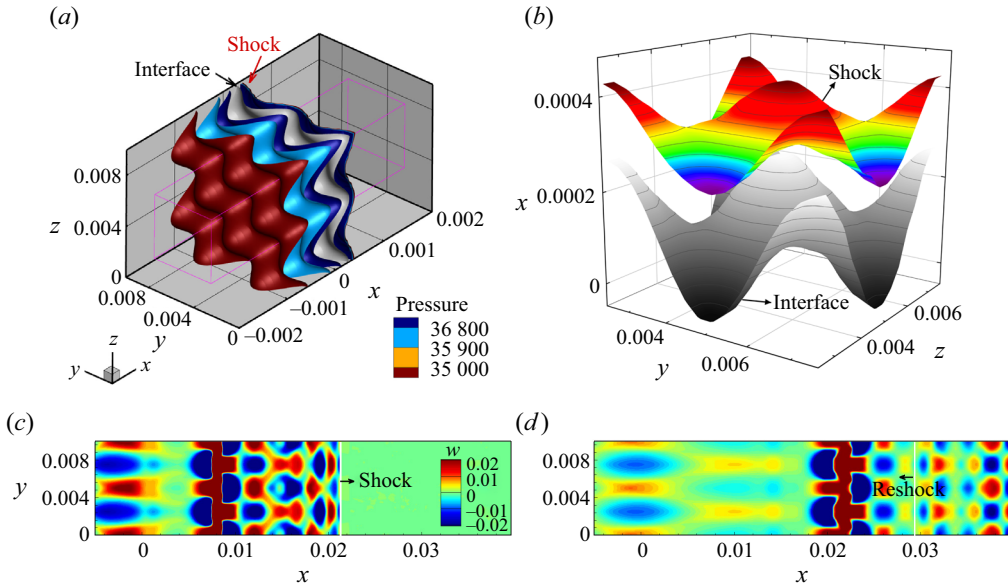 (a)
Shock
Interface
0.008
0.004
z
0
0.008
0.004
y
0
–0.002
–0.001
0
0.001
0.002
x
Pressure
36 800
35 900
35 000
z
y
x
(b)
0.0004
Shock
x
0.0002
0
Interface
0.004
0.006
y
0.004
0.006
z
(c)
0.008
y
0.004
0
w
0.02
0.01
0
–0.01
–0.02
Shock
0
0.01
0.02
0.03
x
(d)
0.008
0.004
0
Reshock
0
0.01
0.02
0.03
x